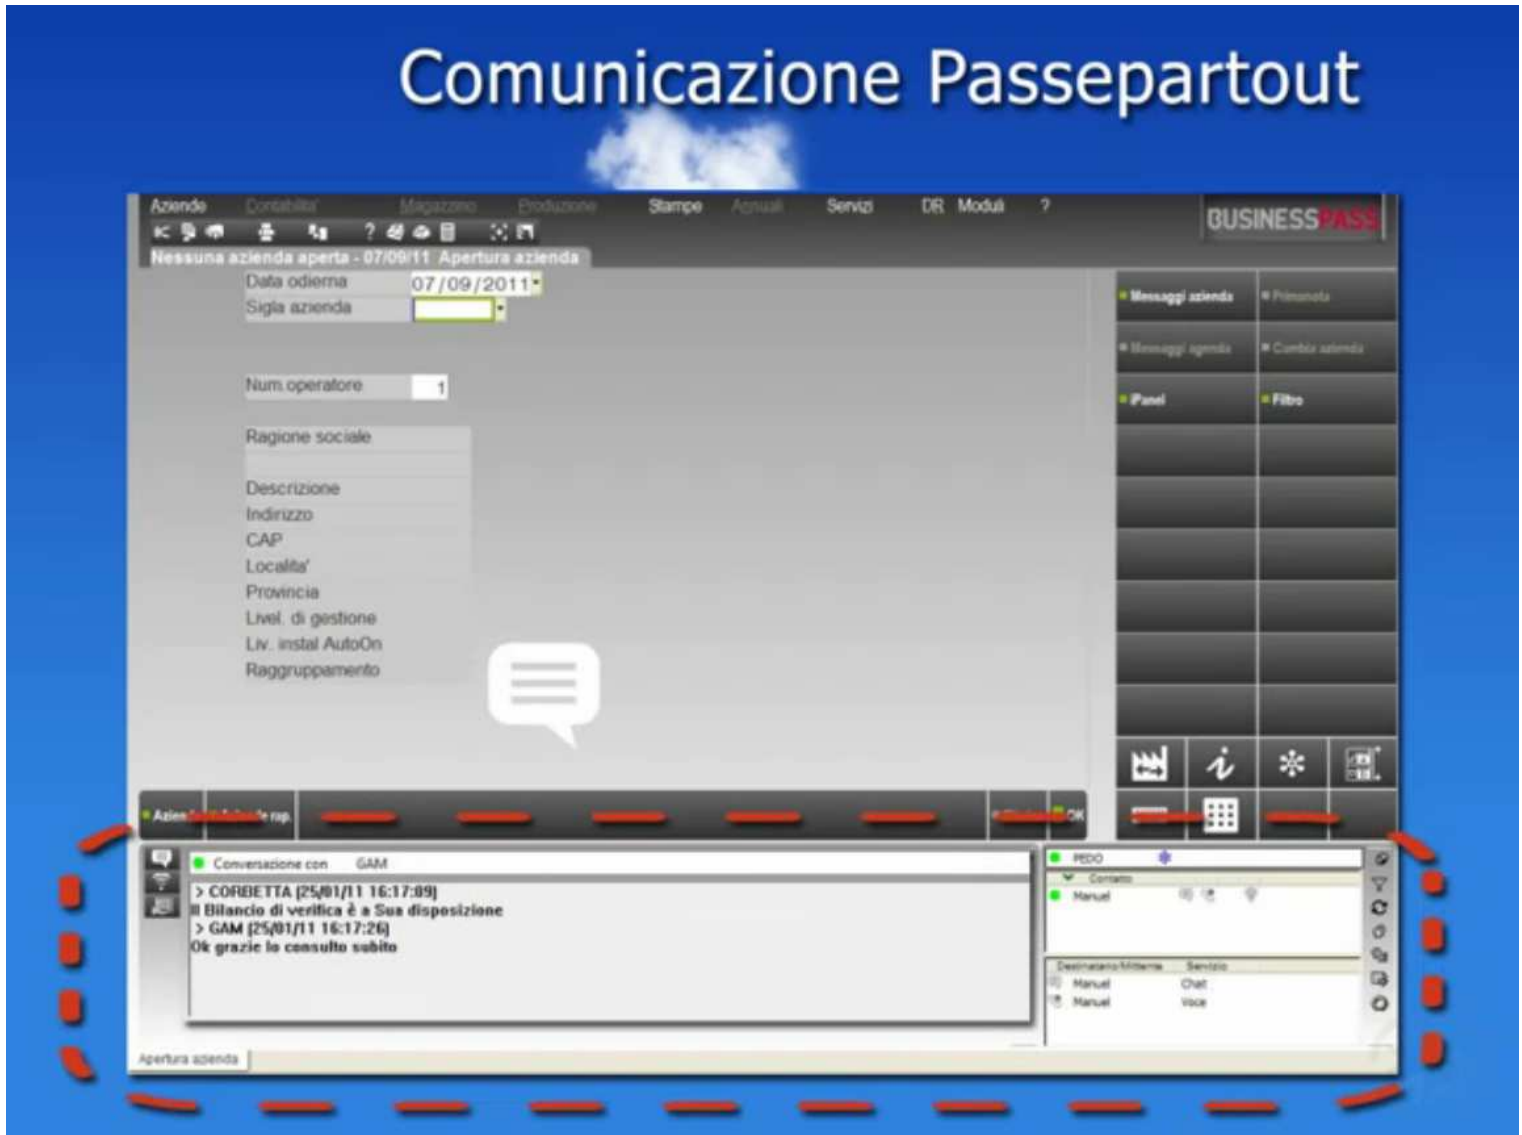 Comunicazione Passepartout
Aziende Contabilita' Magazzino Produzione Stampe Annuali Servizi DR Moduli ?
BUSINESSPASS
Nessuna azienda aperta - 07/09/11 Apertura azienda
Data odierna 07/09/2011
Sigla azienda
Messaggi azienda Primanota
Messaggi agenda Cambia azienda
Num.operatore 1
iPanel Filtro
Ragione sociale
Descrizione
Indirizzo
CAP
Localita'
Provincia
Livel. di gestione
Liv. instal AutoOn
Raggruppamento
rap. OK
Conversazione con GAM
> CORBETTA [25/01/11 16:17:09]
Il Bilancio di verifica è a Sua disposizione
> GAM [25/01/11 16:17:26]
Ok grazie lo consulto subito
PEDO
Contatto
Manuel
Destinatario/Mittente Servizio
Manuel Chat
Manuel Voce
Apertura azienda